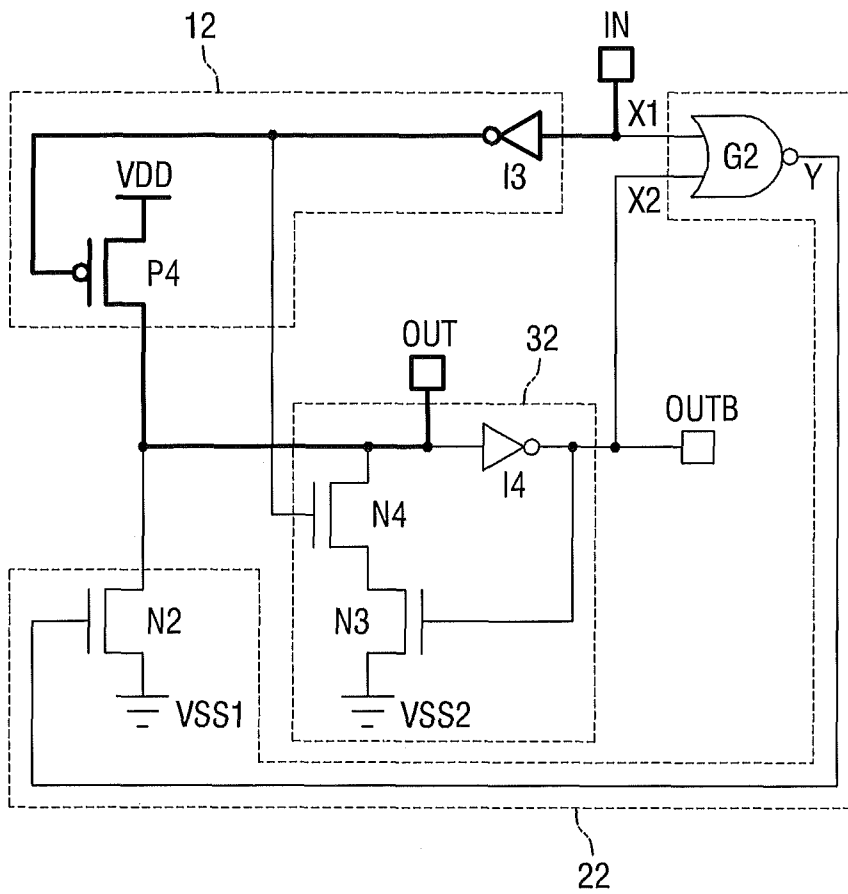 12
IN
X1
G2
Y
I3
X2
VDD
P4
OUT
32
OUTB
I4
N4
N2
N3
VSS1
VSS2
22